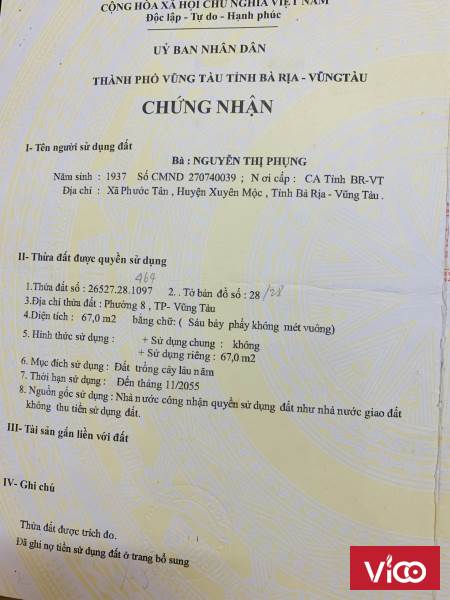 CỘNG HÒA XÃ HỘI CHỦ NGHĨA VIỆT NAM
Độc lập - Tự do - Hạnh phúc
UỶ BAN NHÂN DÂN
THÀNH PHỐ VŨNG TÀU TỈNH BÀ RỊA - VŨNGTÀU
CHỨNG NHẬN
I- Tên người sử dụng đất
Bà : NGUYỄN THỊ PHỤNG
Năm sinh : 1937 Số CMND 270740039 ; N ơi cấp : CA Tỉnh BR-VT
Địa chỉ : Xã Phước Tân , Huyện Xuyên Mộc , Tỉnh Bà Rịa - Vũng Tàu .
II- Thửa đất được quyền sử dụng
469
1.Thửa đất số : 26527.28.1097 2. . Tờ bản đồ số : 28 /28
3.Địa chỉ thửa đất : Phường 8 , TP- Vũng Tàu
4.Diện tích : 67,0 m2 bằng chữ: ( Sáu bảy phẩy không mét vuông)
5. Hình thức sử dụng : + Sử dụng chung : không
+ Sử dụng riêng : 67,0 m2
6. Mục đích sử dụng : Đất trồng cây lâu năm
7. Thời hạn sử dụng : Đến tháng 11/2055
8. Nguồn gốc sử dụng : Nhà nước công nhận quyền sử dụng đất như nhà nước giao đất
không thu tiền sử dụng đất.
III- Tài sản gắn liền với đất
IV- Ghi chú
Thửa đất được trích đo.
Đã ghi nợ tiền sử dụng đất ở trang bổ sung
Vico